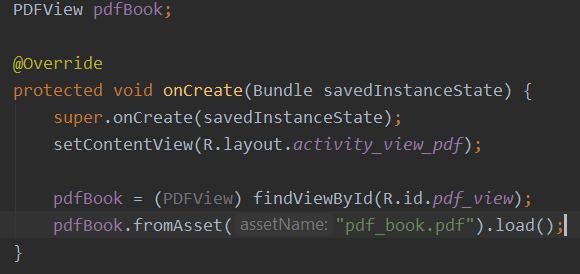 PDFView pdfBook;
@Override
protected void onCreate(Bundle savedInstanceState) {
super.onCreate(savedInstanceState);
setContentView(R.layout.activity_view_pdf);
pdfBook = (PDFView) findViewById(R.id.pdf_view);
pdfBook.fromAsset( assetName: "pdf_book.pdf").load();
}